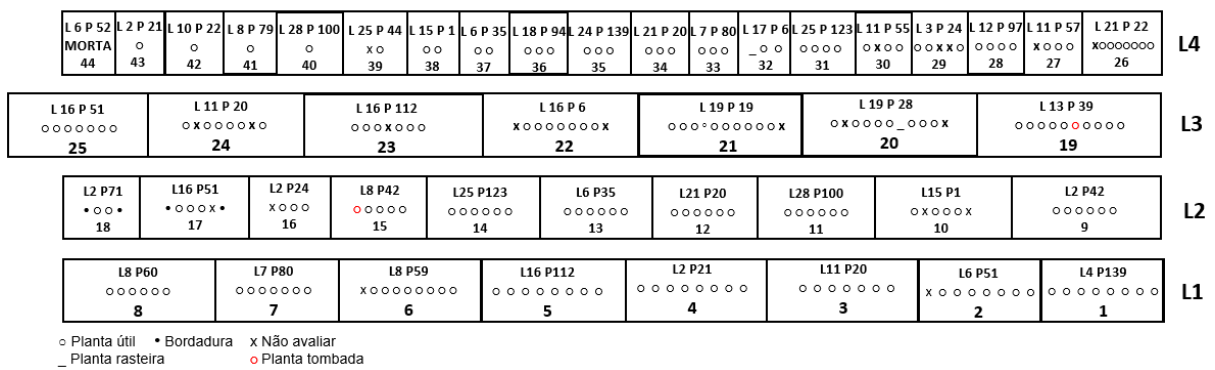 L 6 P 52 L 2 P 21 L 10 P 22 L 8 P 79 L 28 P 100 L 25 P 44 L 15 P 1 L 6 P 35 L 18 P 94 L 24 P 139 L 21 P 20 L 7 P 80 L 17 P 6 L 25 P 123 L 11 P 55 L 3 P 24 L 12 P 97 L 11 P 57 L 21 P 22
MORTA o o o o x o o o o o o o o o o o o o o o o o _ o o o o o o o x o o o o x x o o o o o x o o o x o o o o o o o
44 43 42 41 40 39 38 37 36 35 34 33 32 31 30 29 28 27 26
L4
L 16 P 51 L 11 P 20 L 16 P 112 L 16 P 6 L 19 P 19 L 19 P 28 L 13 P 39
o o o o o o o o x o o o o x o o o o x o o o x o o o o o o o x o o o o o o o o o o x o x o o o o _ o o o x o o o o o o o o o o o
25 24 23 22 21 20 19
L3
L2 P71 L16 P51 L2 P24 L8 P42 L25 P123 L6 P35 L21 P20 L28 P100 L15 P1 L2 P42
• o o • • o o o x • x o o o o o o o o o o o o o o o o o o o o o o o o o o o o o o o o o x o o o x o o o o o o
18 17 16 15 14 13 12 11 10 9
L2
L8 P60 L7 P80 L8 P59 L16 P112 L2 P21 L11 P20 L6 P51 L4 P139
o o o o o o o o o o o o o x o o o o o o o o o o o o o o o o o o o o o o o o o o o o o o o x o o o o o o o o o o o o o o o
8 7 6 5 4 3 2 1
L1
o Planta útil • Bordadura x Não avaliar
_ Planta rasteira o Planta tombada